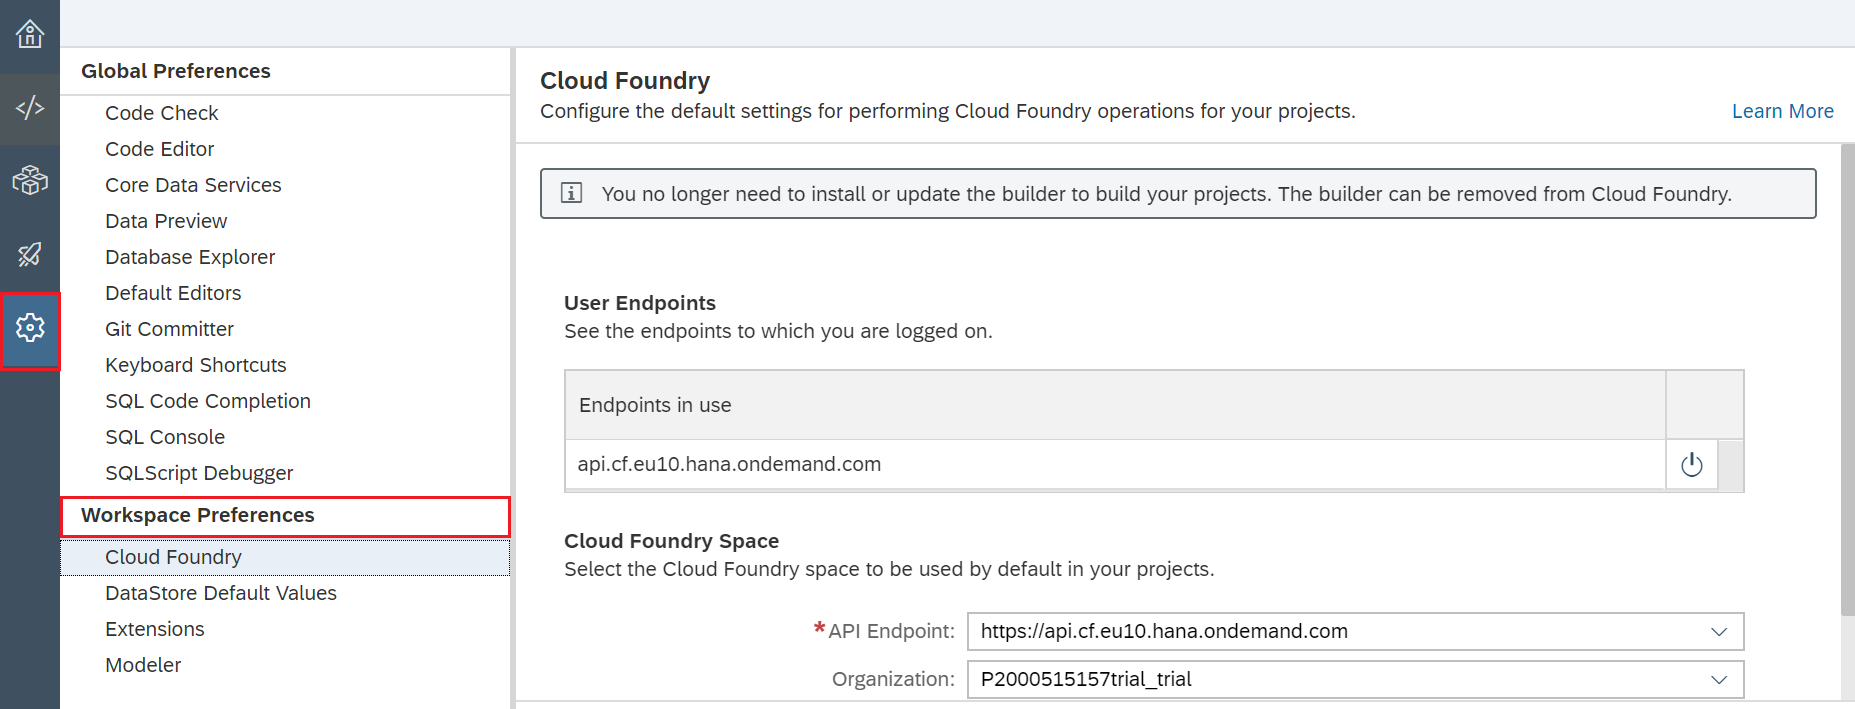 Global Preferences
Code Check
Code Editor
Core Data Services
Data Preview
Database Explorer
Default Editors
Git Committer
Keyboard Shortcuts
SQL Code Completion
SQL Console
SQLScript Debugger
Workspace Preferences
Cloud Foundry
DataStore Default Values
Extensions
Modeler
Cloud Foundry
Configure the default settings for performing Cloud Foundry operations for your projects.
Learn More
You no longer need to install or update the builder to build your projects. The builder can be removed from Cloud Foundry.
User Endpoints
See the endpoints to which you are logged on.
Endpoints in use
api.cf.eu10.hana.ondemand.com
Cloud Foundry Space
Select the Cloud Foundry space to be used by default in your projects.
*API Endpoint: https://api.cf.eu10.hana.ondemand.com
Organization: P2000515157trial_trial